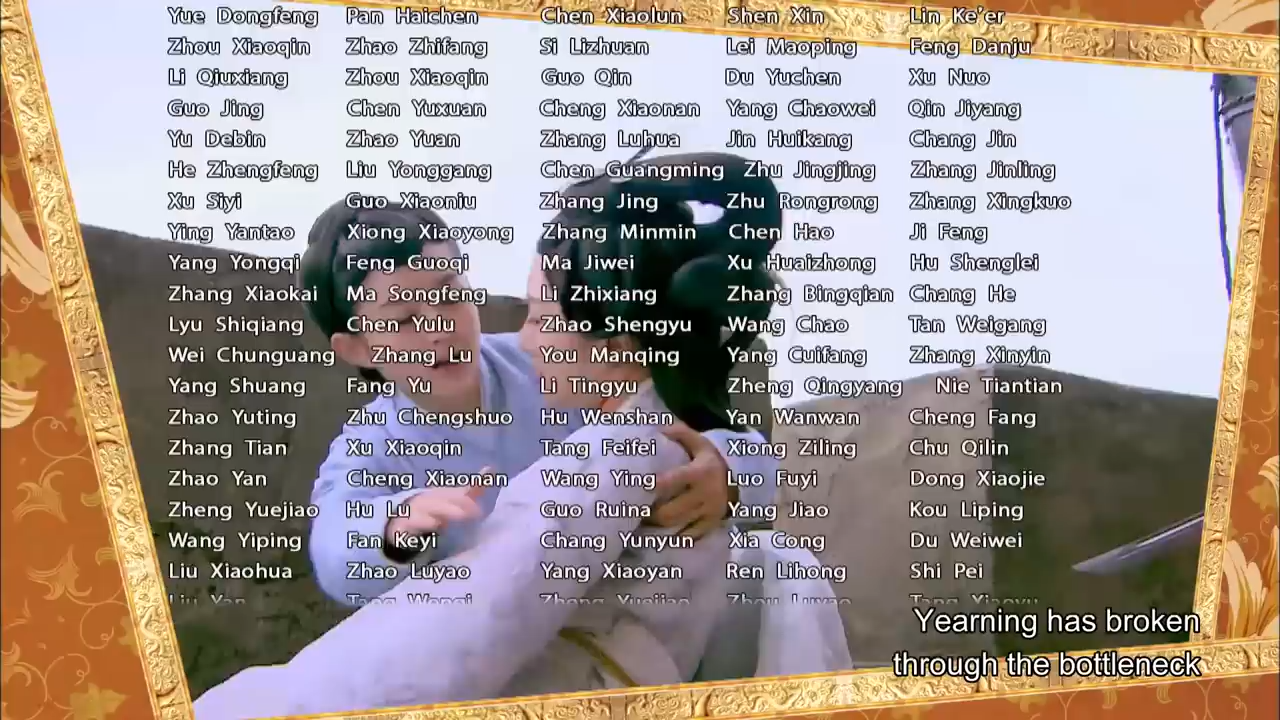 Yue Dongfeng Pan Haichen Chen Xiaolun Shen Xin Lin Ke'er
Zhou Xiaoqin Zhao Zhifang Si Lizhuan Lei Maoping Feng Danju
Li Qiuxiang Zhou Xiaoqin Guo Qin Du Yuchen Xu Nuo
Guo Jing Chen Yuxuan Cheng Xiaonan Yang Chaowei Qin Jiyang
Yu Debin Zhao Yuan Zhang Luhua Jin Huikang Chang Jin
He Zhengfeng Liu Yonggang Chen Guangming Zhu Jingjing Zhang Jinling
Xu Siyi Guo Xiaoniu Zhang Jing Zhu Rongrong Zhang Xingkuo
Ying Yantao Xiong Xiaoyong Zhang Minmin Chen Hao Ji Feng
Yang Yongqi Feng Guoqi Ma Jiwei Xu Huaizhong Hu Shenglei
Zhang Xiaokai Ma Songfeng Li Zhixiang Zhang Bingqian Chang He
Lyu Shiqiang Chen Yulu Zhao Shengyu Wang Chao Tan Weigang
Wei Chunguang Zhang Lu You Manqing Yang Cuifang Zhang Xinyin
Yang Shuang Fang Yu Li Tingyu Zheng Qingyang Nie Tiantian
Zhao Yuting Zhu Chengshuo Hu Wenshan Yan Wanwan Cheng Fang
Zhang Tian Xu Xiaoqin Tang Feifei Xiong Ziling Chu Qilin
Zhao Yan Cheng Xiaonan Wang Ying Luo Fuyi Dong Xiaojie
Zheng Yuejiao Hu Lu Guo Ruina Yang Jiao Kou Liping
Wang Yiping Fan Keyi Chang Yunyun Xia Cong Du Weiwei
Liu Xiaohua Zhao Luyao Yang Xiaoyan Ren Lihong Shi Pei
Yearning has broken
through the bottleneck